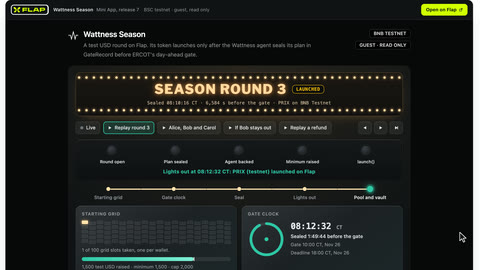 FLAP
Wattness Season
Mini App, release 7
BSC testnet · guest, read only
Open on Flap
Wattness Season
A test USD round on Flap. Its token launches only after the Wattness agent seals its plan in
GateRecord before ERCOT's day-ahead gate.
BNB TESTNET
GUEST · READ ONLY
SEASON ROUND 3
LAUNCHED
Sealed 08:10:16 CT · 6,584 s before the gate · PRIX on BNB Testnet
Live
Replay round 3
Alice, Bob and Carol
If Bob stays out
Replay a refund
Round open
Plan sealed
Agent backed
Minimum raised
launch()
Lights out at 08:12:32 CT: PRIX (testnet) launched on Flap
Starting grid
Gate clock
Seal
Lights out
Pool and vault
STARTING GRID
1 of 100 grid slots taken, one per wallet.
1,500 test USD raised · minimum 1,500 · cap 2,000
GATE CLOCK
08:12:32 CT
Sealed 1:49:44 before the gate
Gate 10:00 CT, Nov 26
Deadline 18:00 CT, Nov 26